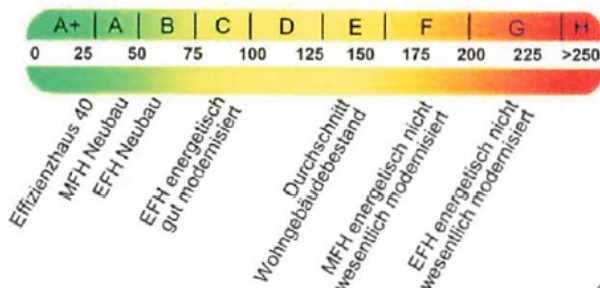 A+ A B C D E F G H
0 25 50 75 100 125 150 175 200 225 >250
Effizienzhaus 40
MFH Neubau
EFH Neubau
EFH energetisch
gut modernisiert
Durchschnitt
Wohngebäudebestand
MFH energetisch nicht
wesentlich modernisiert
EFH energetisch nicht
wesentlich modernisiert